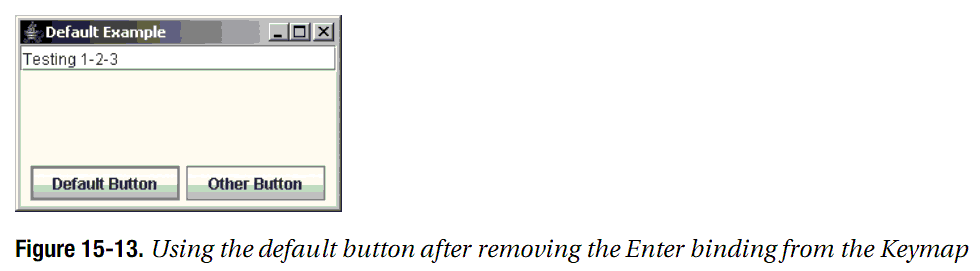 Default Example
Testing 1-2-3
Default Button Other Button
Figure 15-13. Using the default button after removing the Enter binding from the Keymap